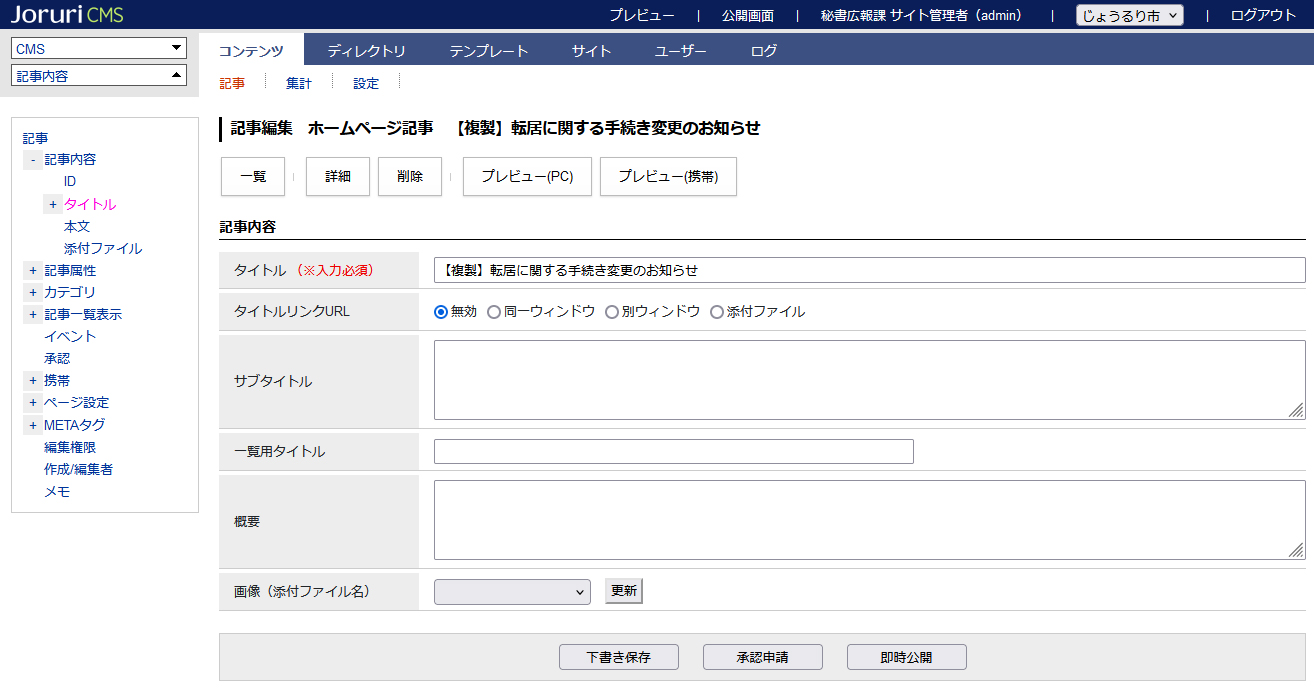 Joruri CMS
プレビュー | 公開画面 | 秘書広報課 サイト管理者（admin） | じょうるり市 | ログアウト
CMS
記事内容
コンテンツ ディレクトリ テンプレート サイト ユーザー ログ
記事 集計 設定
記事
- 記事内容
ID
+ タイトル
本文
添付ファイル
+ 記事属性
+ カテゴリ
+ 記事一覧表示
イベント
承認
+ 携帯
+ ページ設定
+ METAタグ
編集権限
作成/編集者
メモ
記事編集 ホームページ記事 【複製】転居に関する手続き変更のお知らせ
一覧 詳細 削除 プレビュー(PC) プレビュー(携帯)
記事内容
タイトル （※入力必須） 【複製】転居に関する手続き変更のお知らせ
タイトルリンクURL 無効 同一ウィンドウ 別ウィンドウ 添付ファイル
サブタイトル
一覧用タイトル
概要
画像（添付ファイル名） 更新
下書き保存 承認申請 即時公開